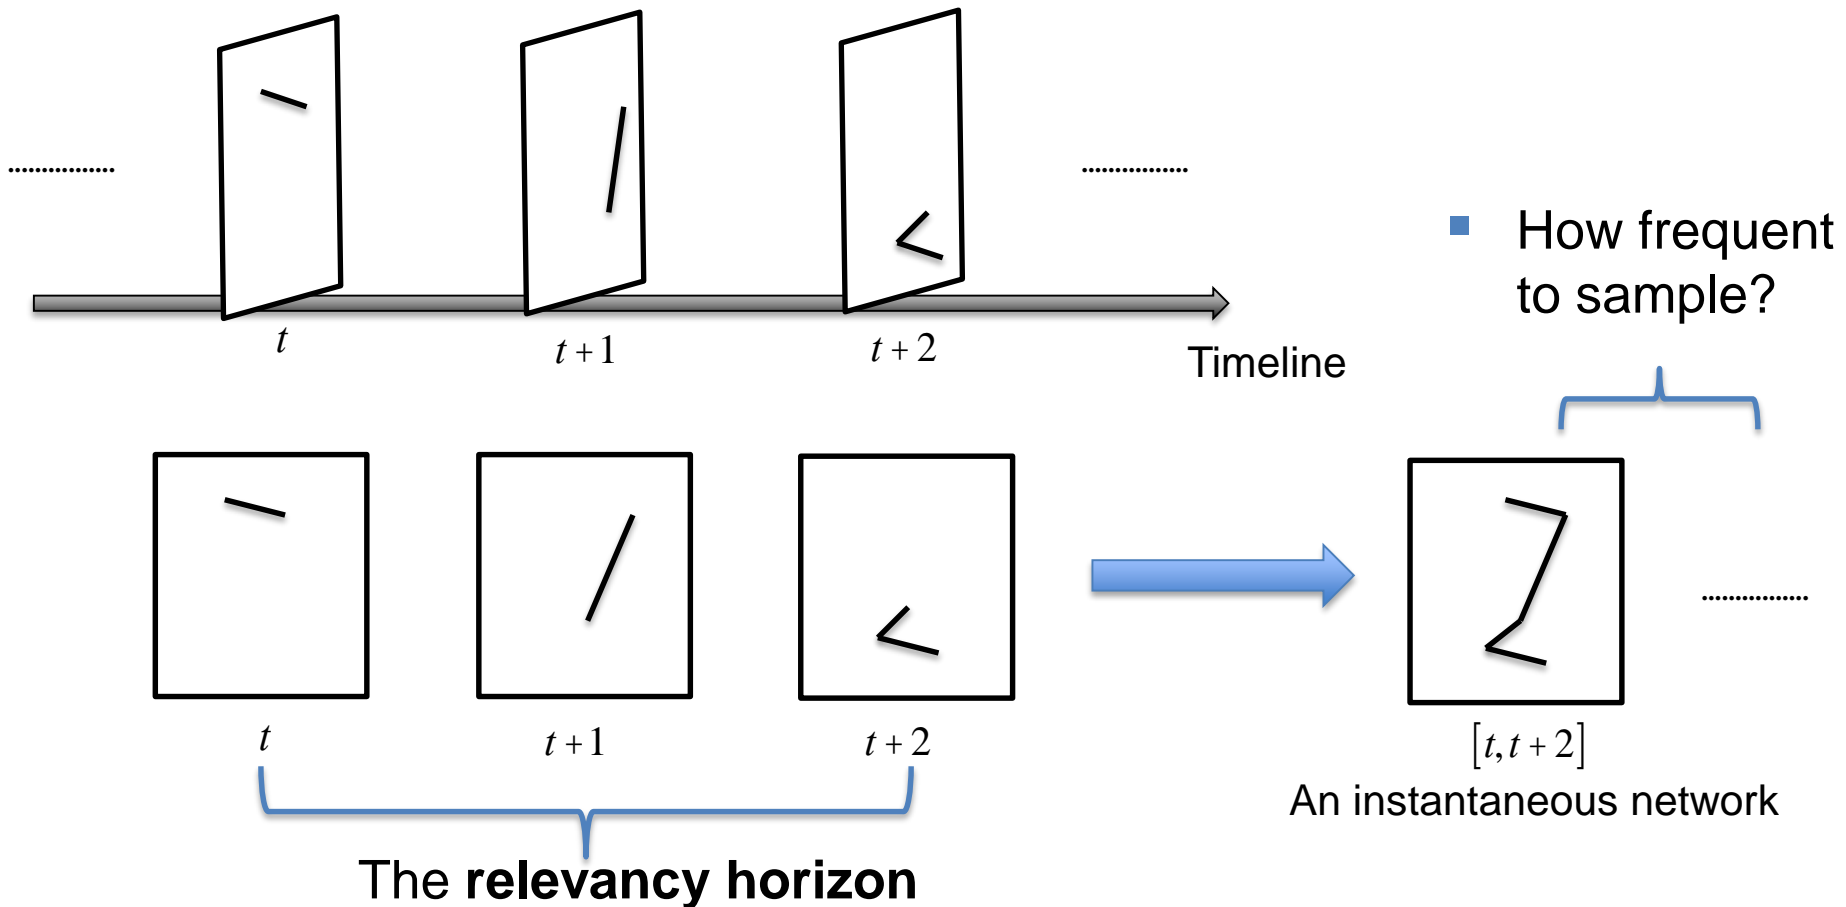 t
t + 1
t + 2
Timeline
■ How frequent
to sample?
t
t + 1
t + 2
[t, t + 2]
An instantaneous network
The relevancy horizon